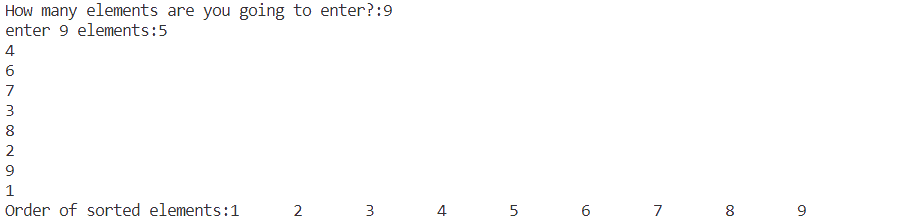 How many elements are you going to enter?:9
enter 9 elements:5
4
6
7
3
8
2
9
1
Order of sorted elements:1 2 3 4 5 6 7 8 9